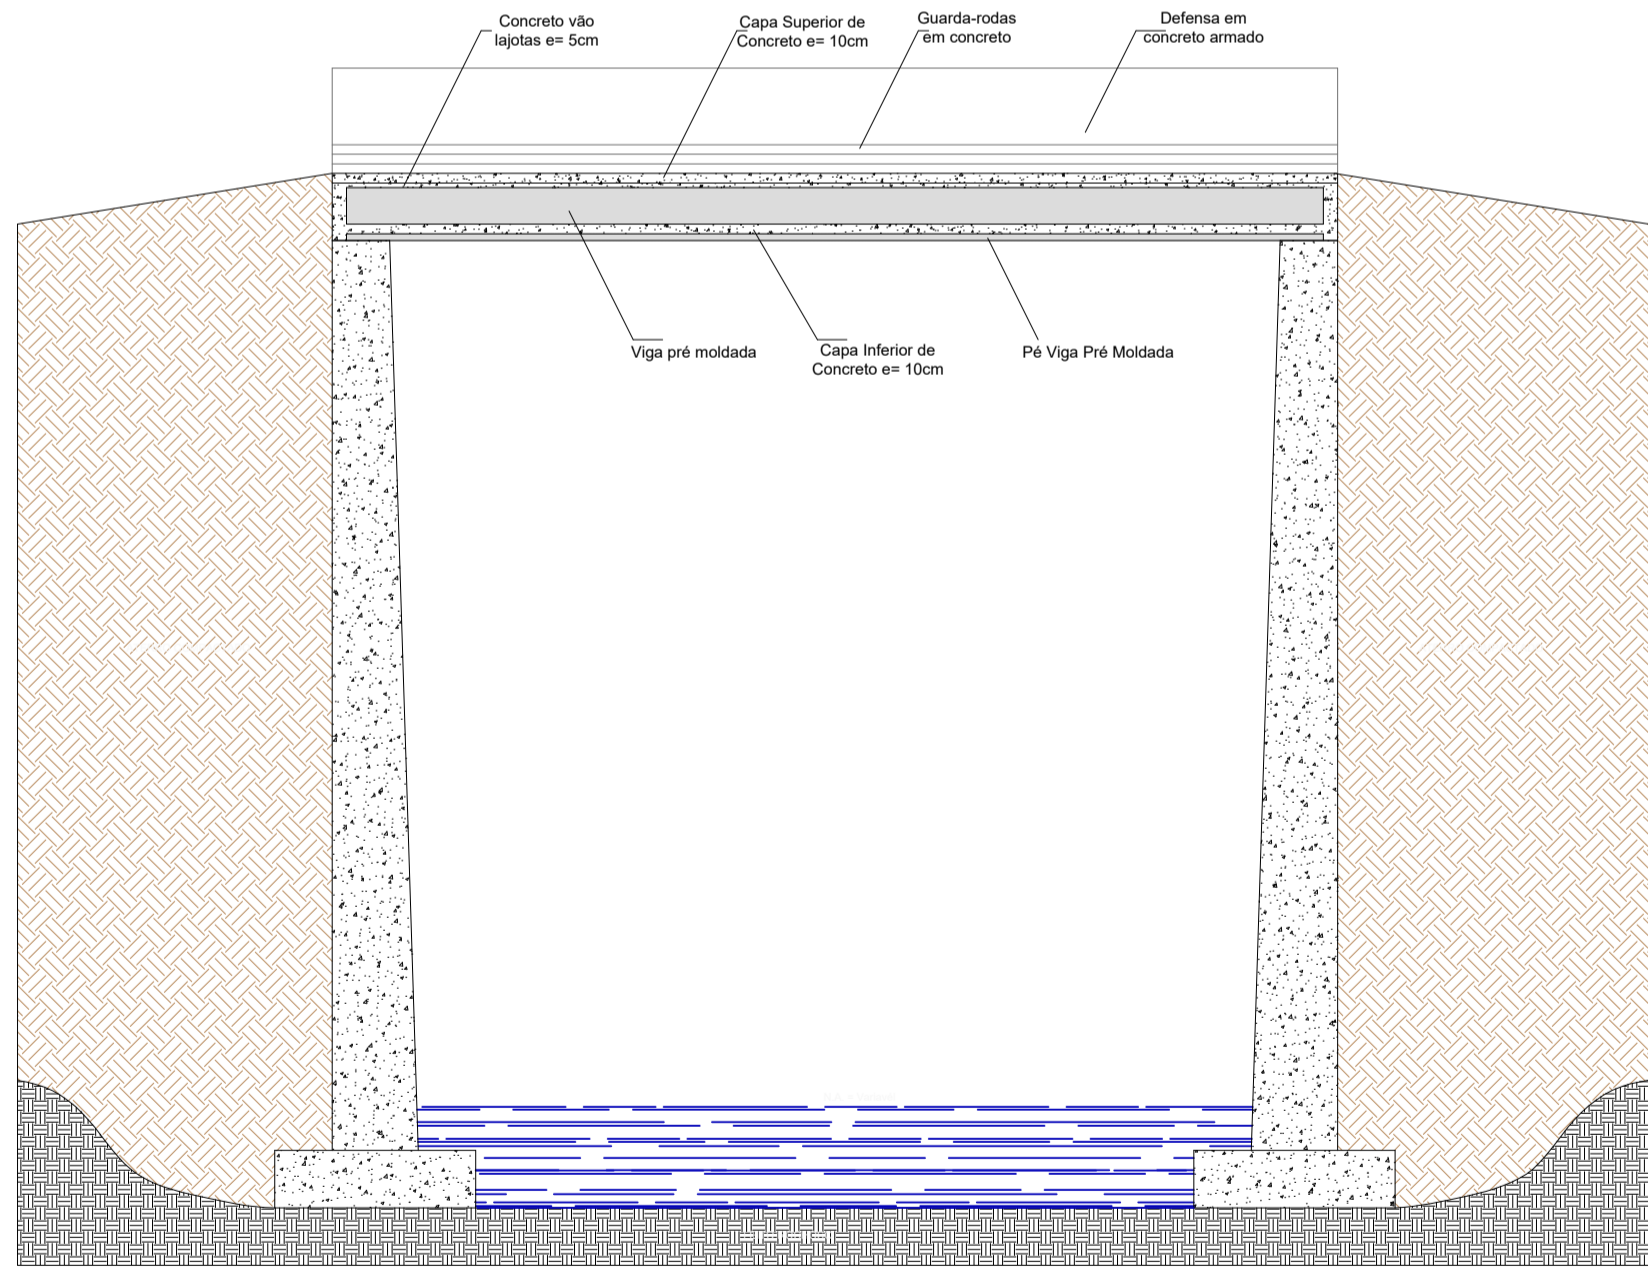 Concreto vão
lajotas e= 5cm
Capa Superior de
Concreto e= 10cm
Guarda-rodas
em concreto
Defensa em
concreto armado
Viga pré moldada
Capa Inferior de
Concreto e= 10cm
Pé Viga Pré Moldada